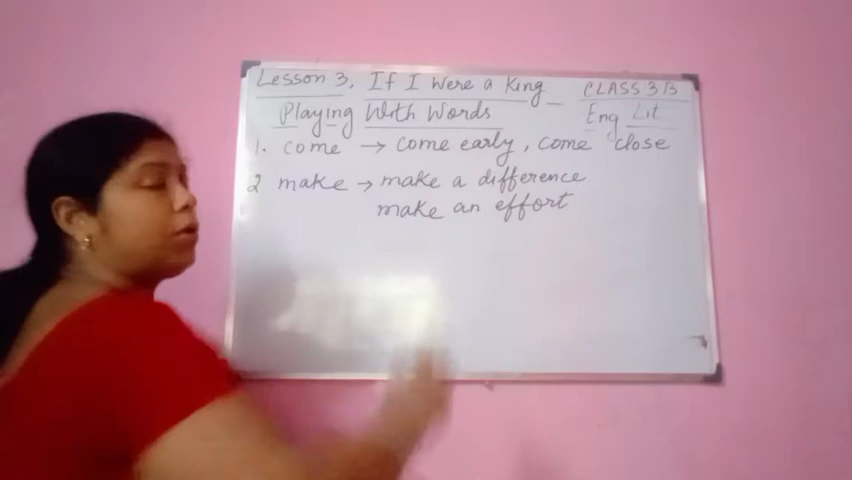 Lesson 3. If I Were a King
CLASS 3B
Playing With Words
Eng Lit
1. come → come early, come close
2 make → make a difference
make an effort